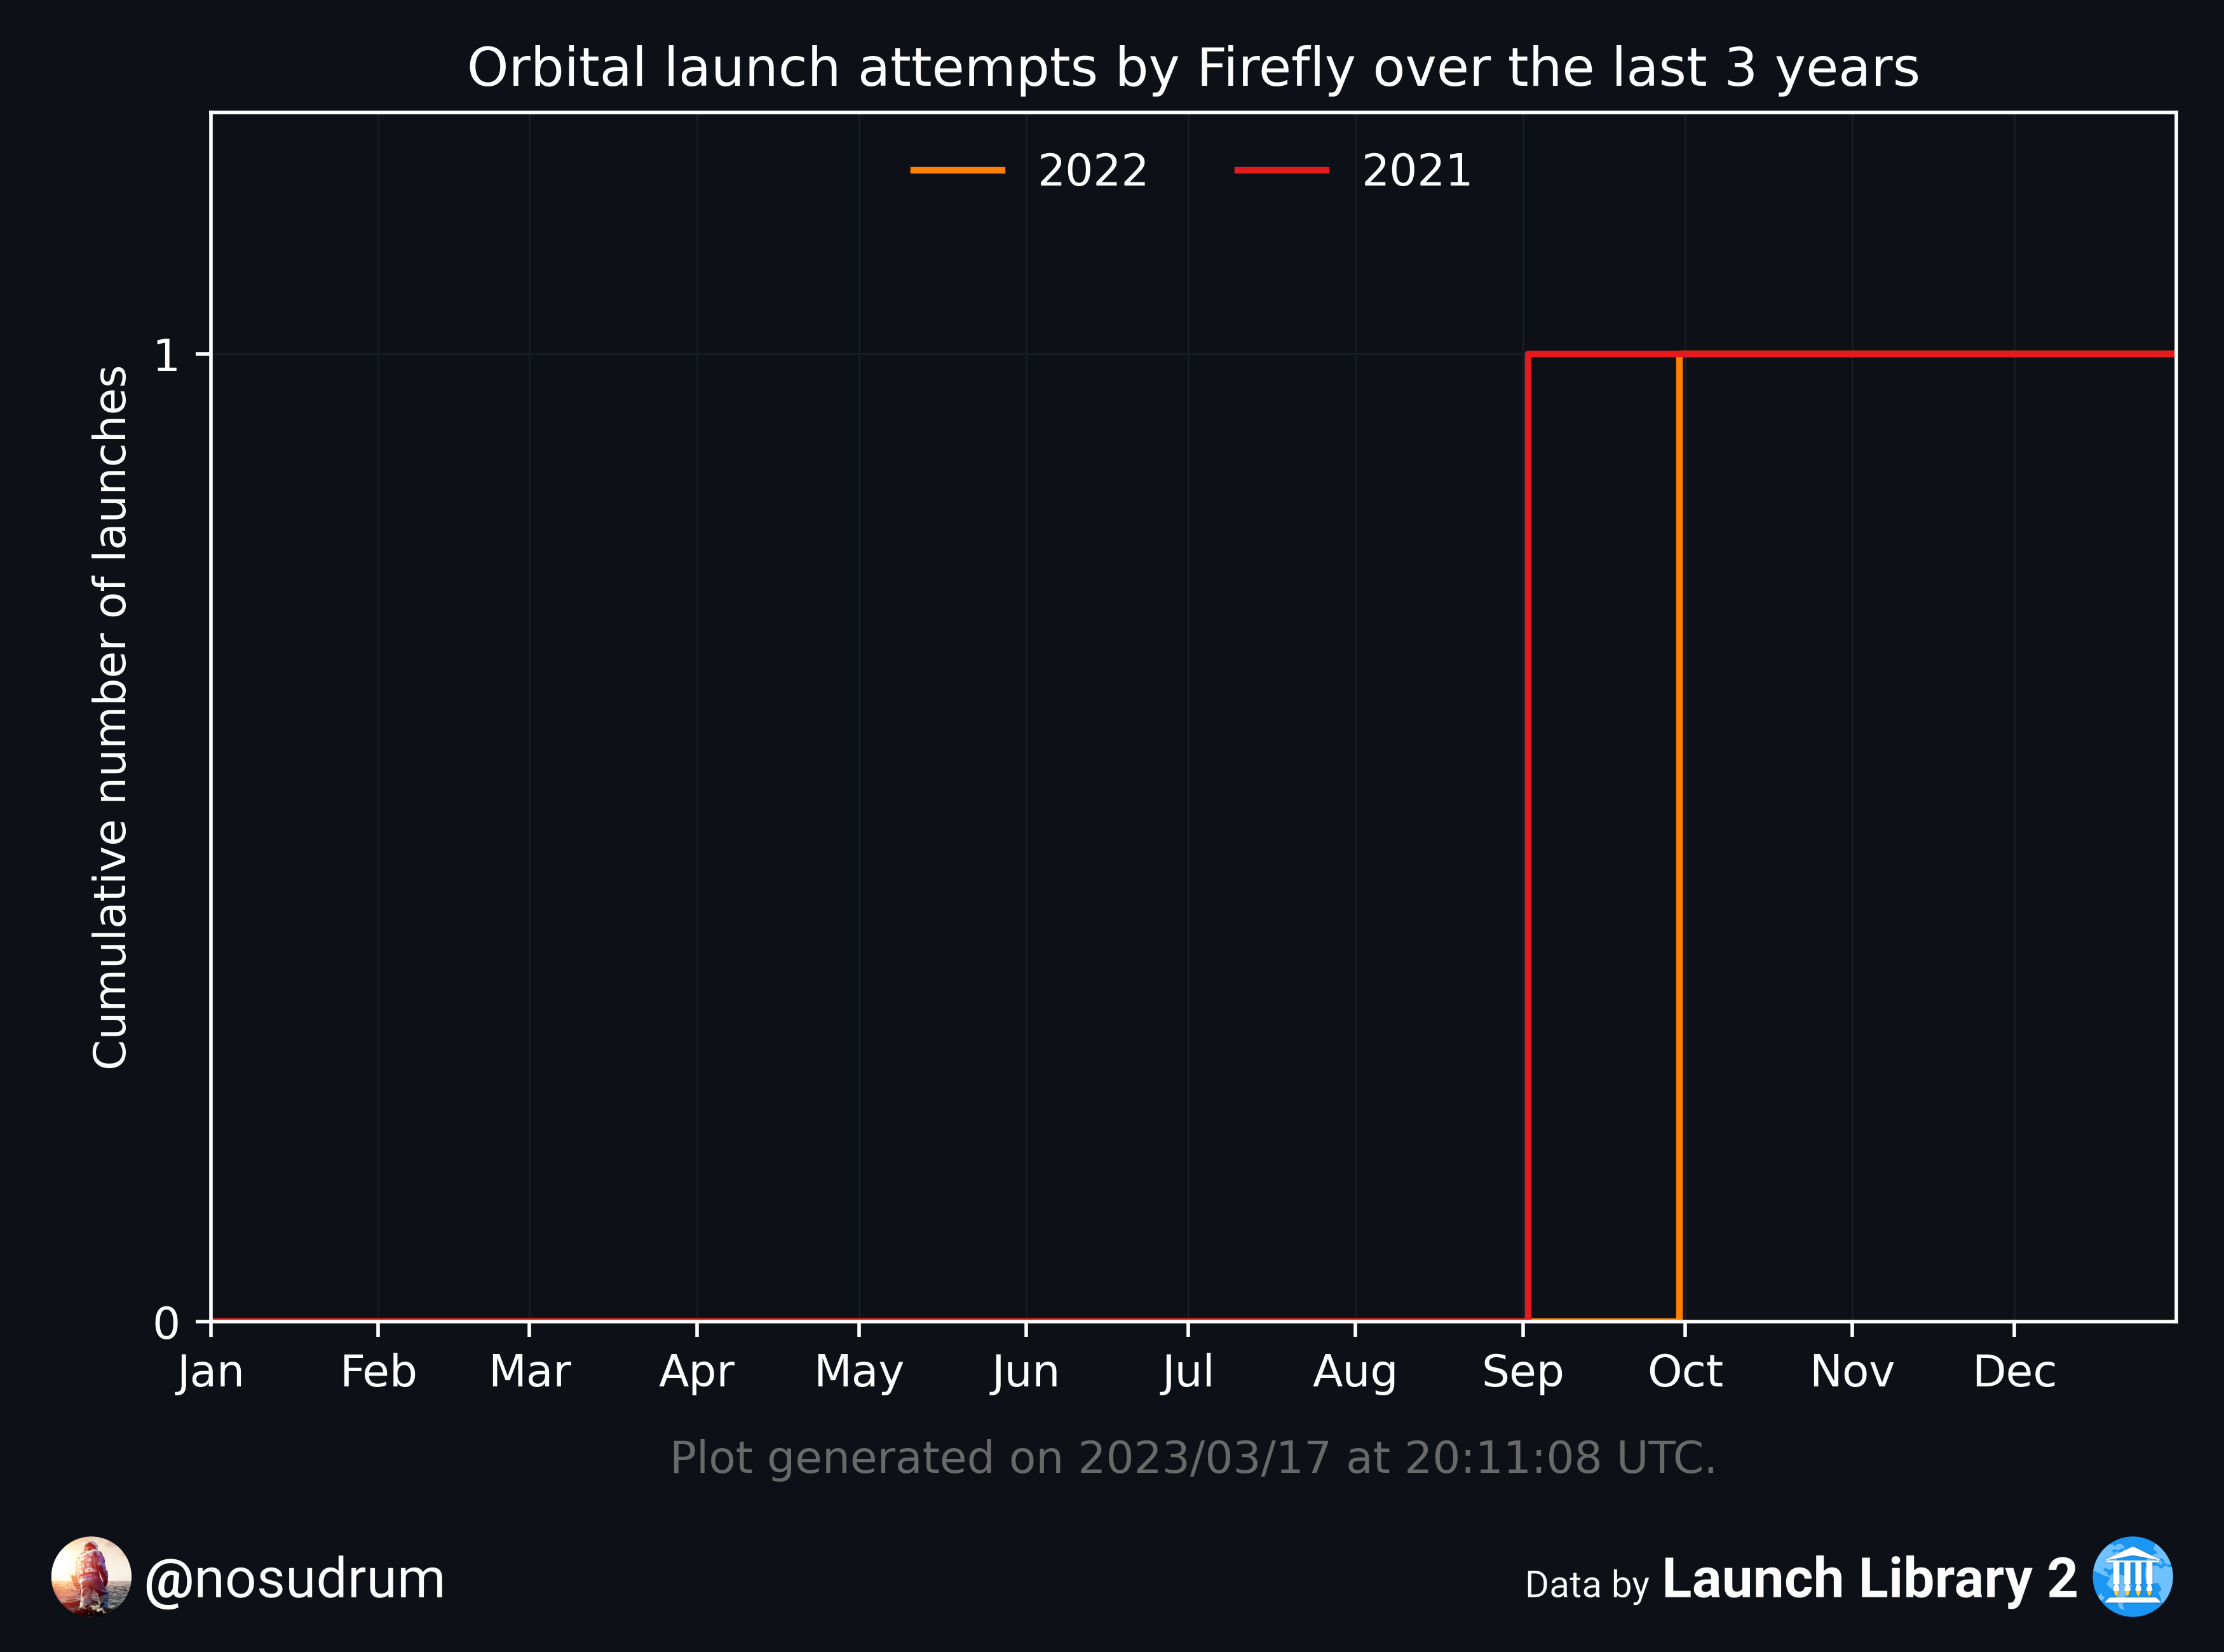 Orbital launch attempts by Firefly over the last 3 years
2022 2021
Cumulative number of launches
1
0
Jan Feb Mar Apr May Jun Jul Aug Sep Oct Nov Dec
Plot generated on 2023/03/17 at 20:11:08 UTC.
@nosudrum
Data by Launch Library 2